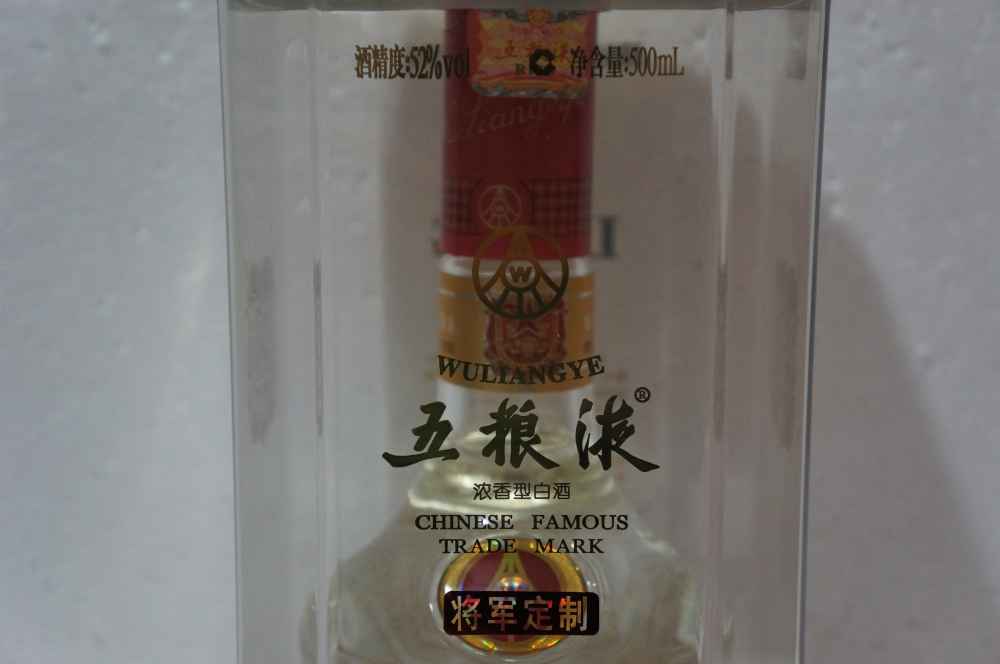 酒精度:52%vol 净含量:500mL
W
WULIANGYE
五粮液®
浓香型白酒
CHINESE FAMOUS
TRADE MARK
将军定制